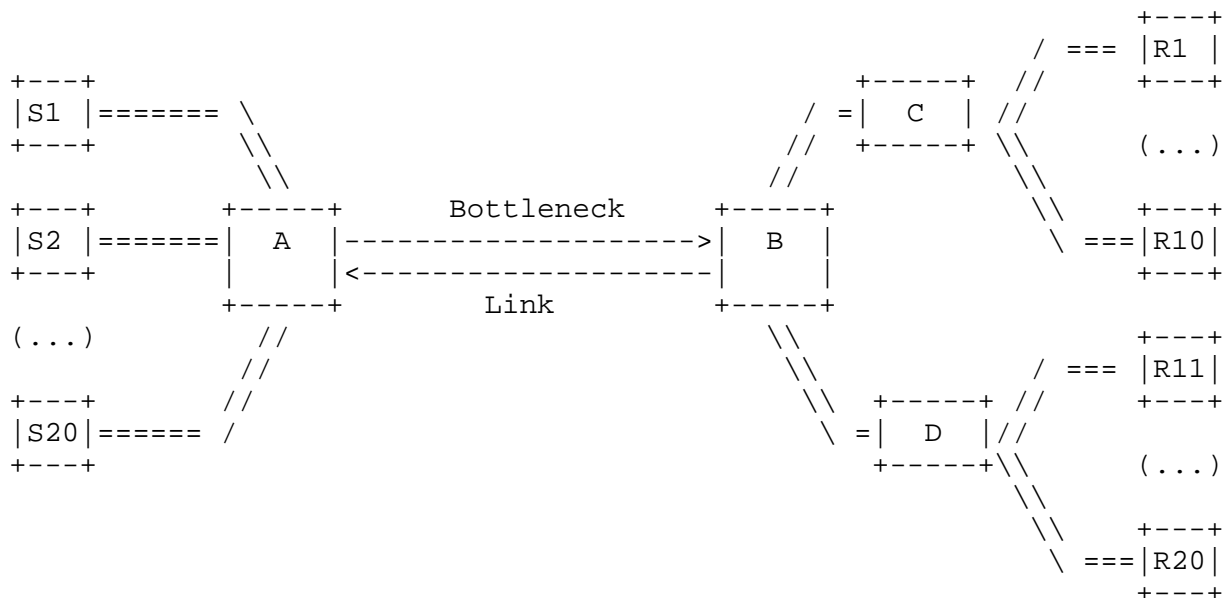 +---+
                                                               / === |R1 |
+---+                                               +-----+   //     +---+
|S1 |======= \                                   / =|  C  |  //
+---+         \\                                //  +-----+  \\      (...)
               \\                              //             \\
+---+        +-----+       Bottleneck       +-----+            \\    +---+
|S2 |=======|  A  |--------------------->|  B  |             \ ===|R10|
+---+        |     |<---------------------|     |                  +---+
             +-----+         Link         +-----+
(...)          //                            \\                    +---+
              //                              \\             / === |R11|
+---+        //                                \\  +-----+  //     +---+
|S20|====== /                                   \ =|  D  |//
+---+                                              +-----+\\       (...)
                                                           \\
                                                            \\     +---+
                                                             \ ===|R20|
                                                                   +---+